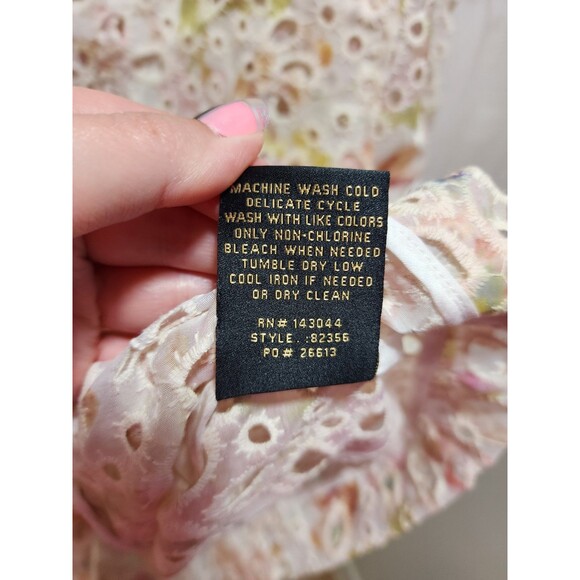 MACHINE WASH COLD
DELICATE CYCLE
WASH WITH LIKE COLORS
ONLY NON-CHLORINE
BLEACH WHEN NEEDED
TUMBLE DRY LOW
COOL IRON IF NEEDED
OR DRY CLEAN
RN# 143044
STYLE. :82356
PO# 26613